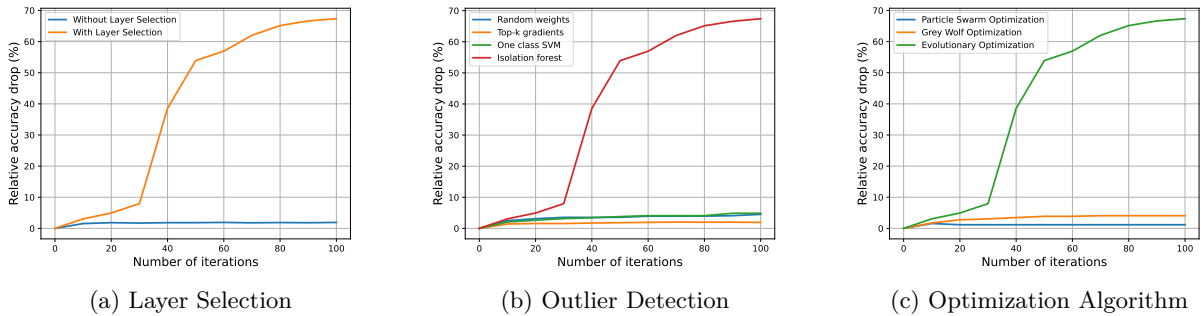 Relative accuracy drop (%)
70
60
50
40
30
20
10
0
Without Layer Selection
With Layer Selection
0 20 40 60 80 100
Number of iterations
(a) Layer Selection
Relative accuracy drop (%)
70
60
50
40
30
20
10
0
Random weights
Top-k gradients
One class SVM
Isolation forest
0 20 40 60 80 100
Number of iterations
(b) Outlier Detection
Relative accuracy drop (%)
70
60
50
40
30
20
10
0
Particle Swarm Optimization
Grey Wolf Optimization
Evolutionary Optimization
0 20 40 60 80 100
Number of iterations
(c) Optimization Algorithm